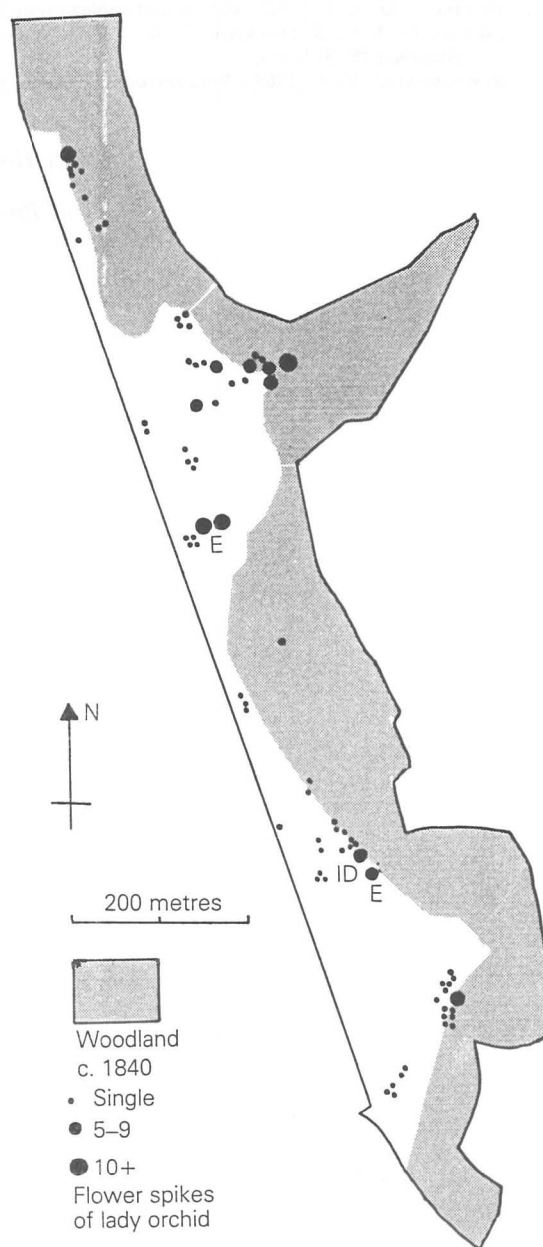 E
N
ID
E
200 metres
Woodland
c. 1840
Single
5–9
10+
Flower spikes
of lady orchid